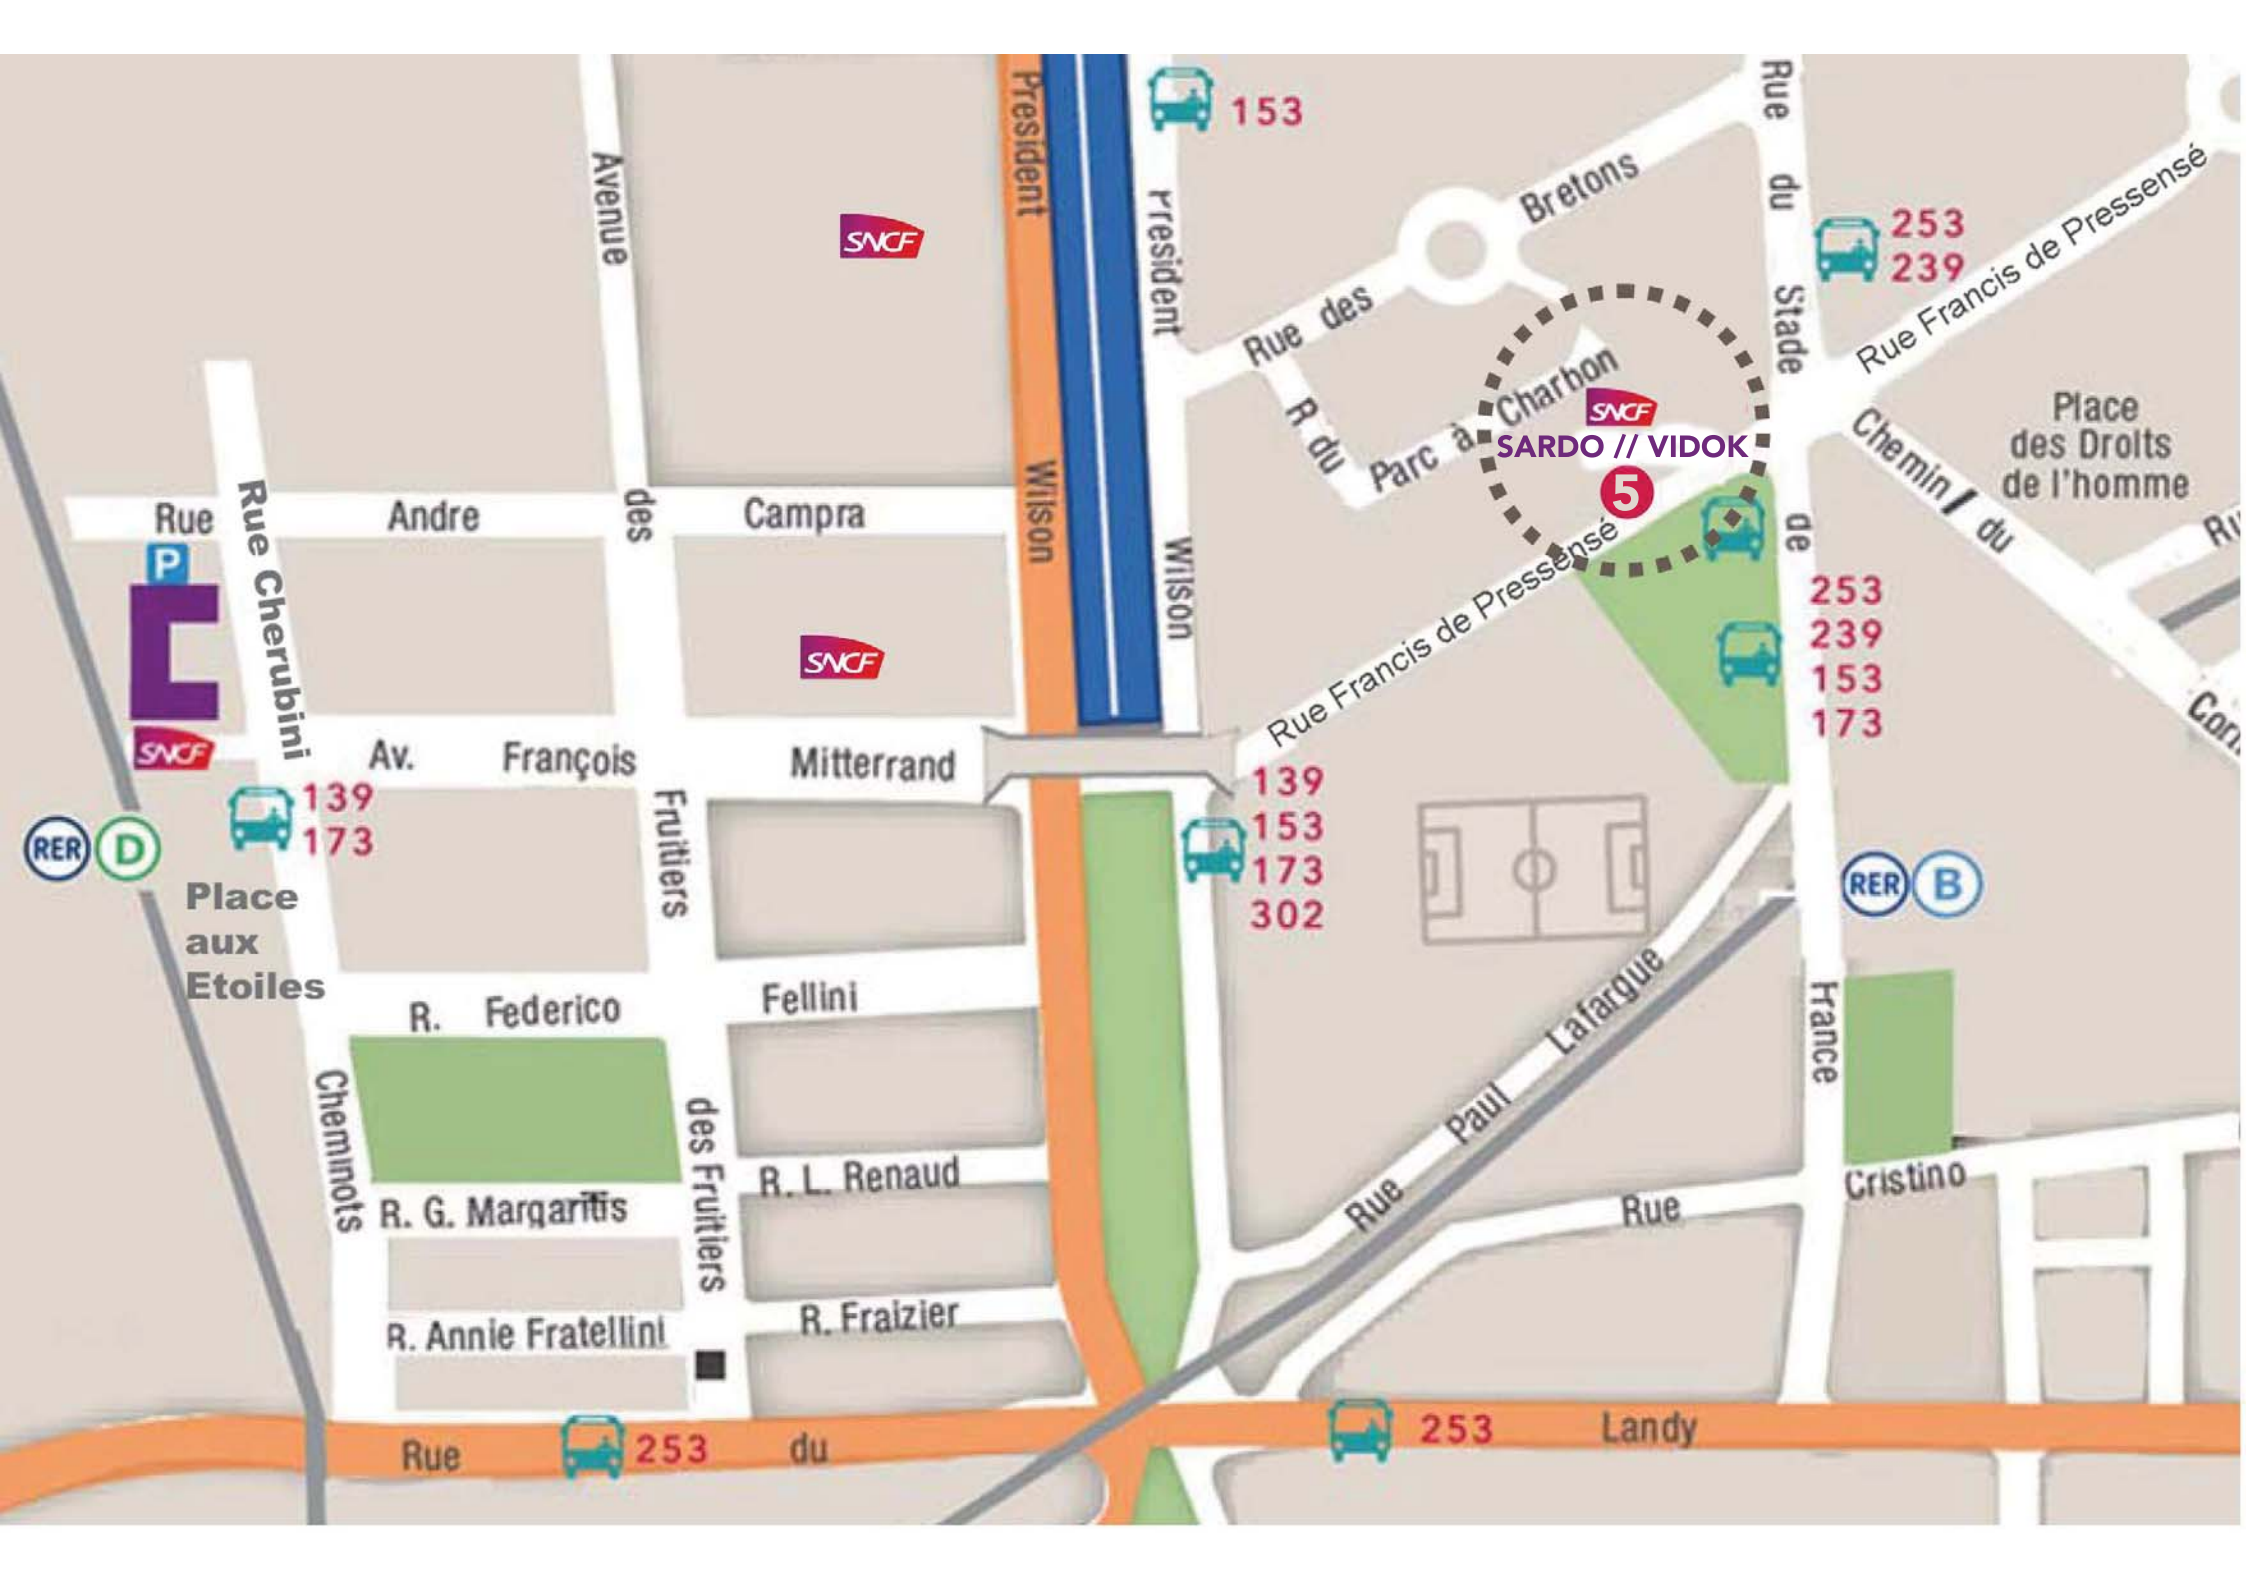 President
153
Rue
Bretons
Avenue
President
du
Rue Francis de Pressensé
253
239
SNCF
Rue des
Stade
R du
Parc à Charbon
SNCF
SARDO // VIDOK
5
Place
des Droits
de l'homme
Chemin du
Wilson
Rue Cherubini
Rue Andre Campra
des
P
Wilson
Rue Francis de Pressensé
de
253
239
153
173
SNCF
Corn
SNCF
Av. François Mitterrand
139
173
139
153
173
302
RER D
Fruitiers
RER B
Place
aux
Etoiles
R. Federico Fellini
Rue Paul Lafargue
France
Cheminots
des Fruitiers
R. L. Renaud
R. G. Margaritis
Rue Cristino
R. Fraizier
R. Annie Fratellini
Rue du Landy
253
253